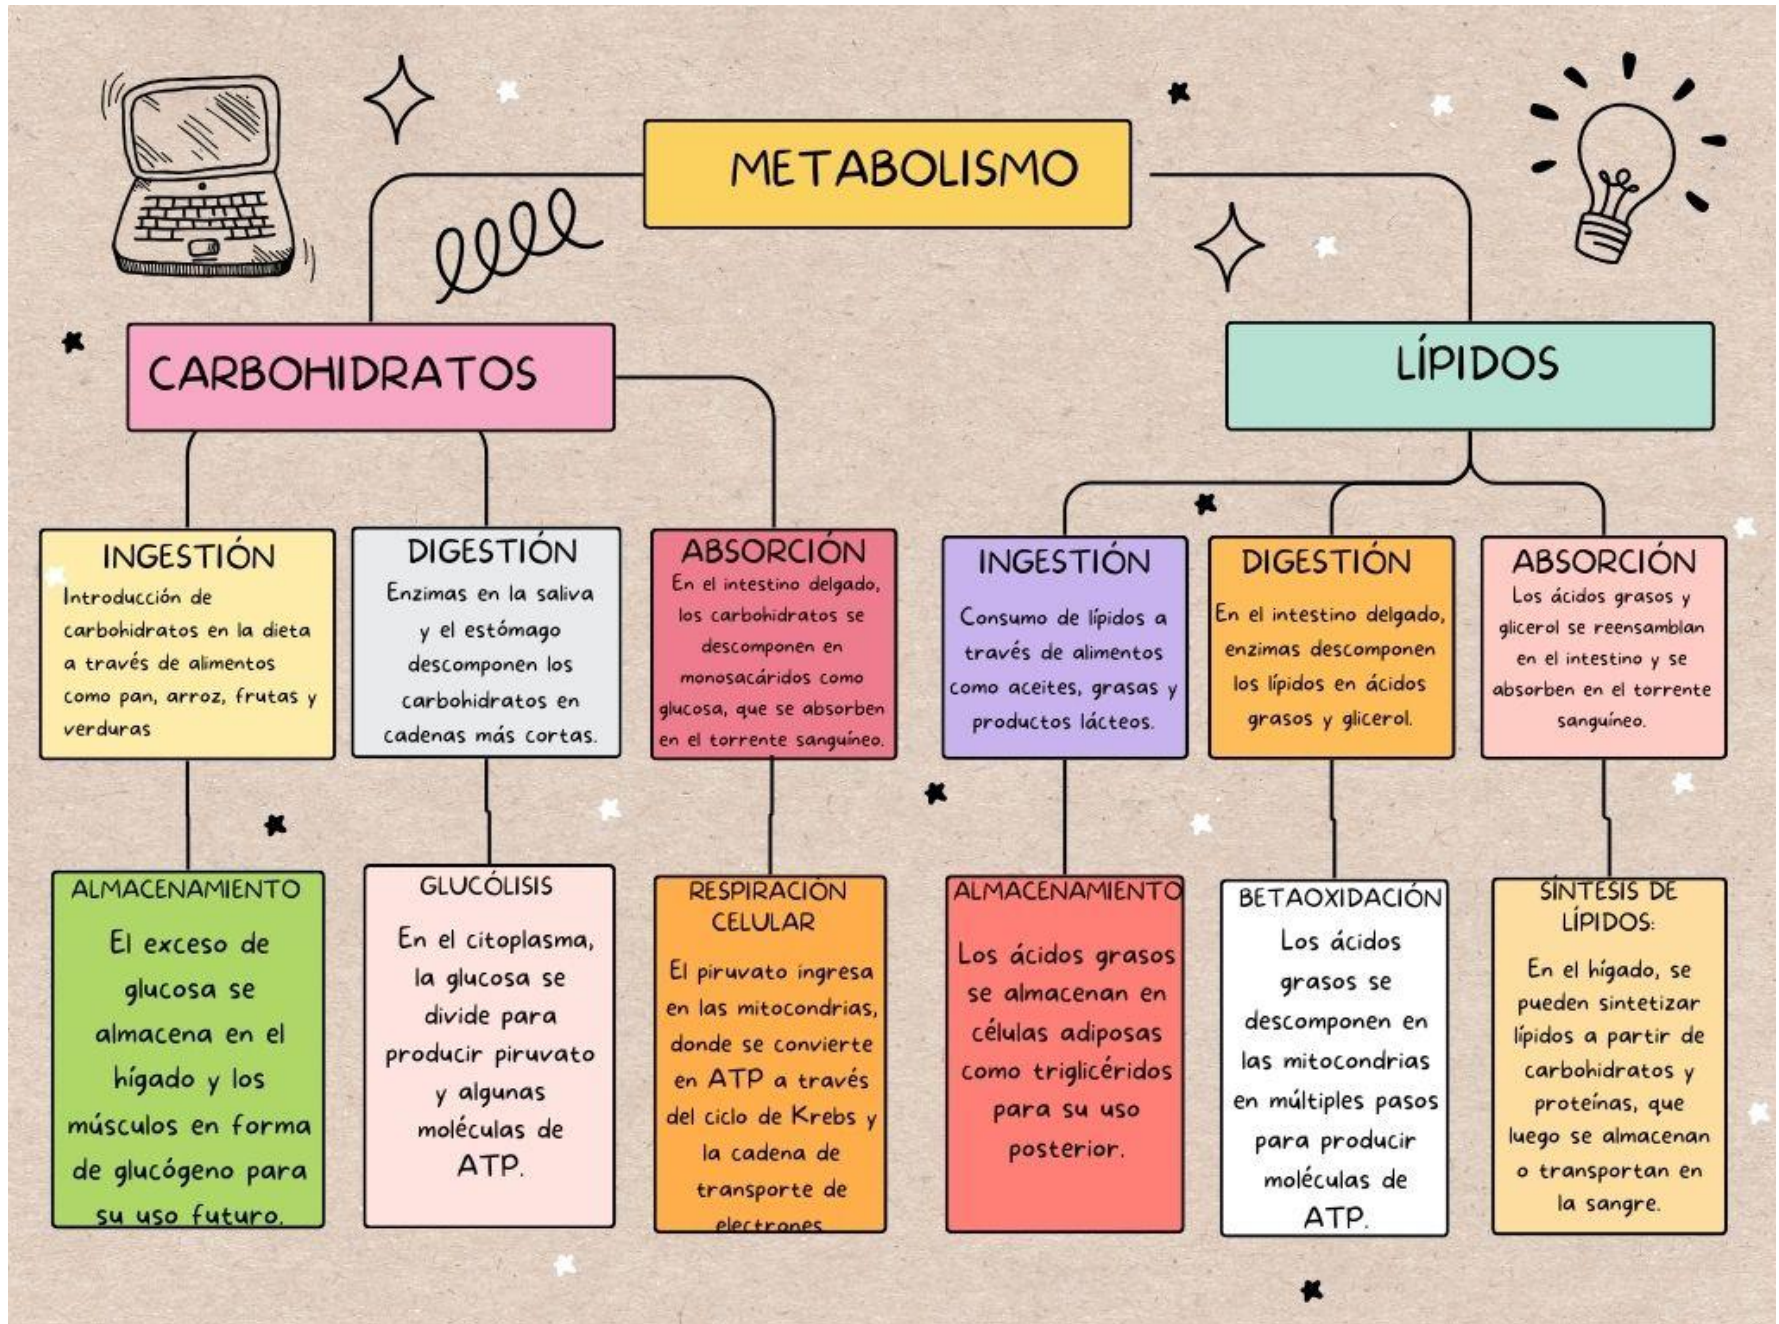 METABOLISMO
CARBOHIDRATOS
LÍPIDOS
INGESTIÓN
Introducción de
carbohidratos en la dieta
a través de alimentos
como pan, arroz, frutas y
verduras
DIGESTIÓN
Enzimas en la saliva
y el estómago
descomponen los
carbohidratos en
cadenas más cortas.
ABSORCIÓN
En el intestino delgado,
los carbohidratos se
descomponen en
monosacáridos como
glucosa, que se absorben
en el torrente sanguíneo.
INGESTIÓN
Consumo de lípidos a
través de alimentos
como aceites, grasas y
productos lácteos.
DIGESTIÓN
En el intestino delgado,
enzimas descomponen
los lípidos en ácidos
grasos y glicerol.
ABSORCIÓN
Los ácidos grasos y
glicerol se reensamblan
en el intestino y se
absorben en el torrente
sanguíneo.
ALMACENAMIENTO
El exceso de
glucosa se
almacena en el
hígado y los
músculos en forma
de glucógeno para
su uso futuro.
GLUCÓLISIS
En el citoplasma,
la glucosa se
divide para
producir piruvato
y algunas
moléculas de
ATP.
RESPIRACIÓN
CELULAR
El piruvato ingresa
en las mitocondrias,
donde se convierte
en ATP a través
del ciclo de Krebs y
la cadena de
transporte de
electrones
ALMACENAMIENTO
Los ácidos grasos
se almacenan en
células adiposas
como triglicéridos
para su uso
posterior.
BETAOXIDACIÓN
Los ácidos
grasos se
descomponen en
las mitocondrias
en múltiples pasos
para producir
moléculas de
ATP.
SÍNTESIS DE
LÍPIDOS:
En el hígado, se
pueden sintetizar
lípidos a partir de
carbohidratos y
proteínas, que
luego se almacenan
o transportan en
la sangre.